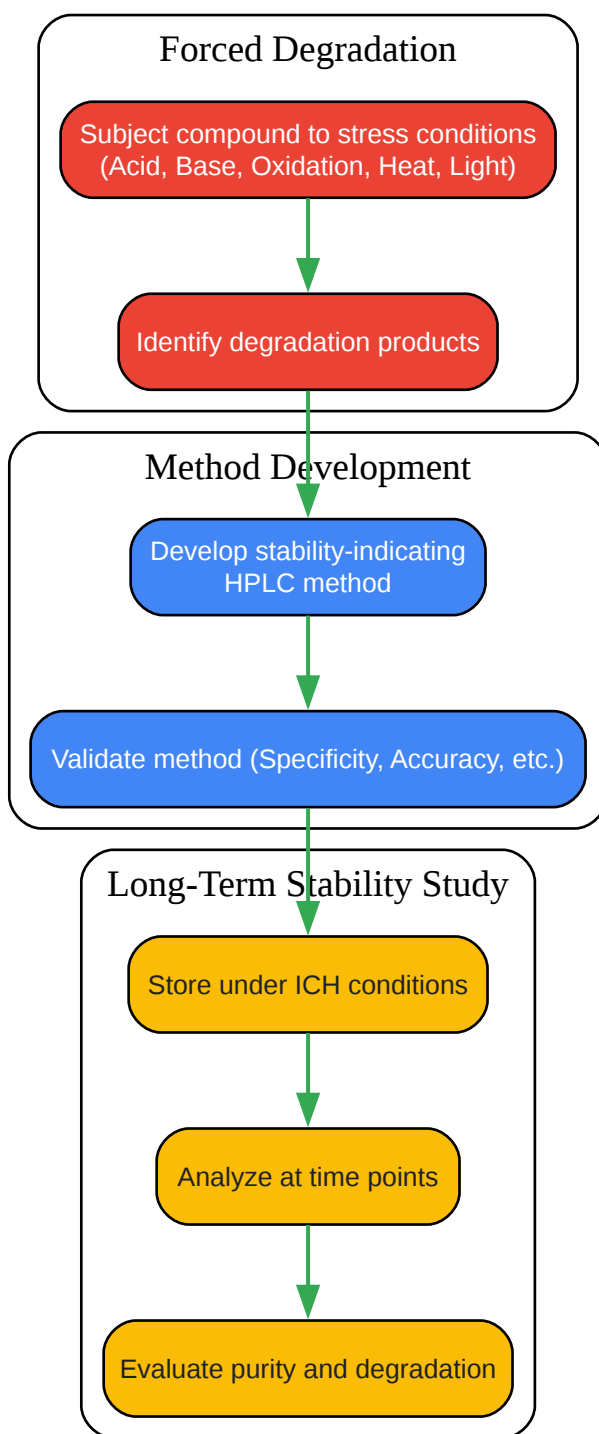 Forced Degradation
Subject compound to stress conditions
(Acid, Base, Oxidation, Heat, Light)
Identify degradation products
Method Development
Develop stability-indicating
HPLC method
Validate method (Specificity, Accuracy, etc.)
Long-Term Stability Study
Store under ICH conditions
Analyze at time points
Evaluate purity and degradation